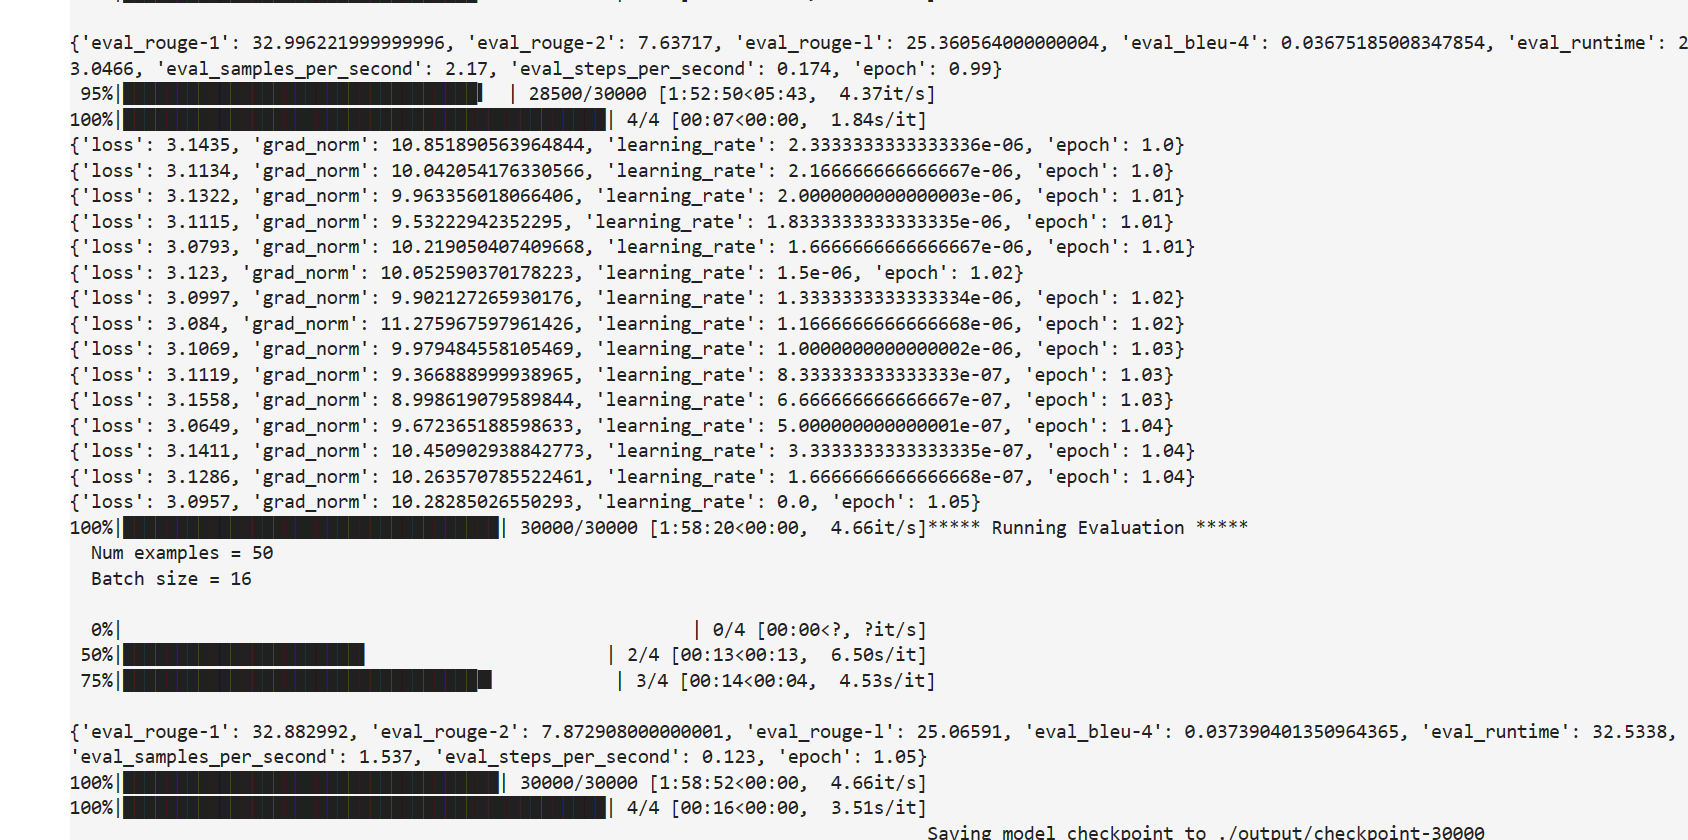 {'eval_rouge-1': 32.996221999999996, 'eval_rouge-2': 7.63717, 'eval_rouge-l': 25.360564000000004, 'eval_bleu-4': 0.03675185008347854, 'eval_runtime': 2
3.0466, 'eval_samples_per_second': 2.17, 'eval_steps_per_second': 0.174, 'epoch': 0.99}
95%| | 28500/30000 [1:52:50<05:43, 4.37it/s]
100%| | 4/4 [00:07<00:00, 1.84s/it]
{'loss': 3.1435, 'grad_norm': 10.851890563964844, 'learning_rate': 2.3333333333333336e-06, 'epoch': 1.0}
{'loss': 3.1134, 'grad_norm': 10.042054176330566, 'learning_rate': 2.166666666666667e-06, 'epoch': 1.0}
{'loss': 3.1322, 'grad_norm': 9.963356018066406, 'learning_rate': 2.0000000000000003e-06, 'epoch': 1.01}
{'loss': 3.1115, 'grad_norm': 9.53222942352295, 'learning_rate': 1.8333333333333335e-06, 'epoch': 1.01}
{'loss': 3.0793, 'grad_norm': 10.219050407409668, 'learning_rate': 1.6666666666666667e-06, 'epoch': 1.01}
{'loss': 3.123, 'grad_norm': 10.052590370178223, 'learning_rate': 1.5e-06, 'epoch': 1.02}
{'loss': 3.0997, 'grad_norm': 9.902127265930176, 'learning_rate': 1.3333333333333334e-06, 'epoch': 1.02}
{'loss': 3.084, 'grad_norm': 11.275967597961426, 'learning_rate': 1.1666666666666668e-06, 'epoch': 1.02}
{'loss': 3.1069, 'grad_norm': 9.979484558105469, 'learning_rate': 1.0000000000000002e-06, 'epoch': 1.03}
{'loss': 3.1119, 'grad_norm': 9.366888999938965, 'learning_rate': 8.333333333333333e-07, 'epoch': 1.03}
{'loss': 3.1558, 'grad_norm': 8.998619079589844, 'learning_rate': 6.666666666666667e-07, 'epoch': 1.03}
{'loss': 3.0649, 'grad_norm': 9.672365188598633, 'learning_rate': 5.000000000000001e-07, 'epoch': 1.04}
{'loss': 3.1411, 'grad_norm': 10.450902938842773, 'learning_rate': 3.3333333333333335e-07, 'epoch': 1.04}
{'loss': 3.1286, 'grad_norm': 10.263570785522461, 'learning_rate': 1.6666666666666668e-07, 'epoch': 1.04}
{'loss': 3.0957, 'grad_norm': 10.28285026550293, 'learning_rate': 0.0, 'epoch': 1.05}
100%| | 30000/30000 [1:58:20<00:00, 4.66it/s]***** Running Evaluation *****
Num examples = 50
Batch size = 16
0%| | 0/4 [00:00<?, ?it/s]
50%| | 2/4 [00:13<00:13, 6.50s/it]
75%| | 3/4 [00:14<00:04, 4.53s/it]
{'eval_rouge-1': 32.882992, 'eval_rouge-2': 7.872908000000001, 'eval_rouge-l': 25.06591, 'eval_bleu-4': 0.037390401350964365, 'eval_runtime': 32.5338,
'eval_samples_per_second': 1.537, 'eval_steps_per_second': 0.123, 'epoch': 1.05}
100%| | 30000/30000 [1:58:52<00:00, 4.66it/s]
100%| | 4/4 [00:16<00:00, 3.51s/it]
Saving model checkpoint to ./output/checkpoint-30000